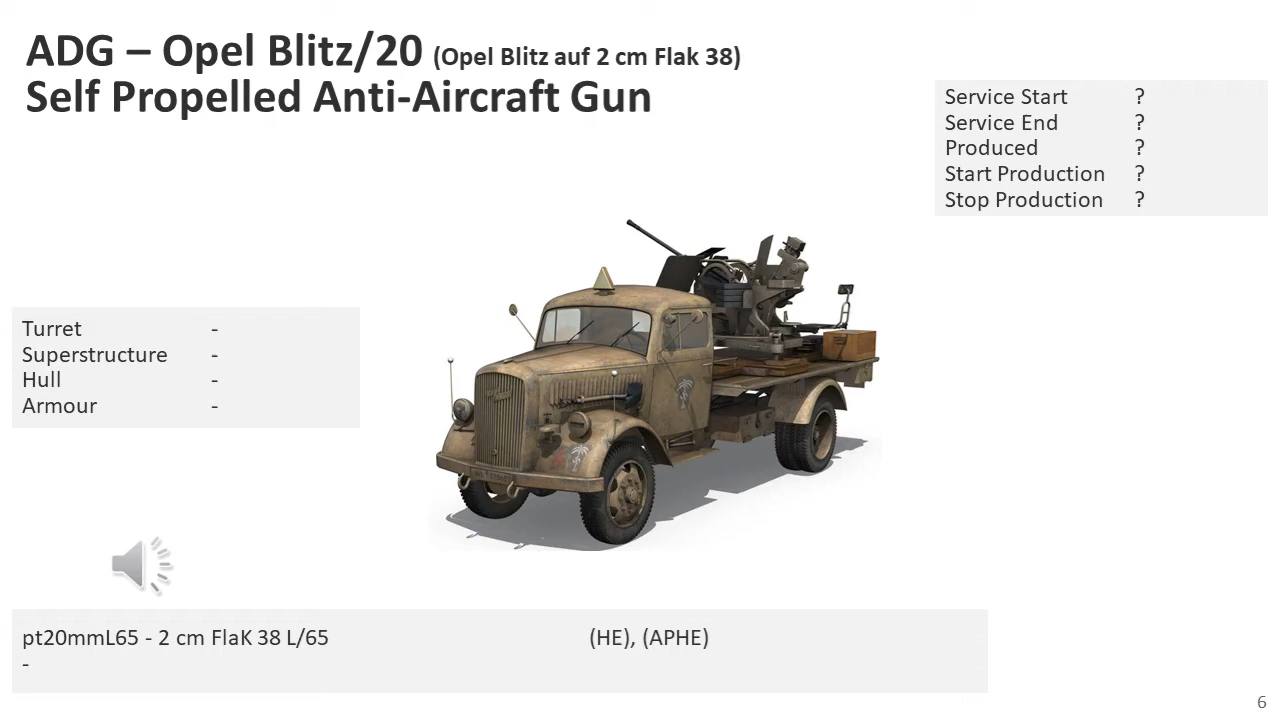 ADG – Opel Blitz/20 (Opel Blitz auf 2 cm Flak 38)
Self Propelled Anti-Aircraft Gun
Service Start ?
Service End ?
Produced ?
Start Production ?
Stop Production ?
Turret -
Superstructure -
Hull -
Armour -
pt20mmL65 - 2 cm FlaK 38 L/65 (HE), (APHE)
-
6